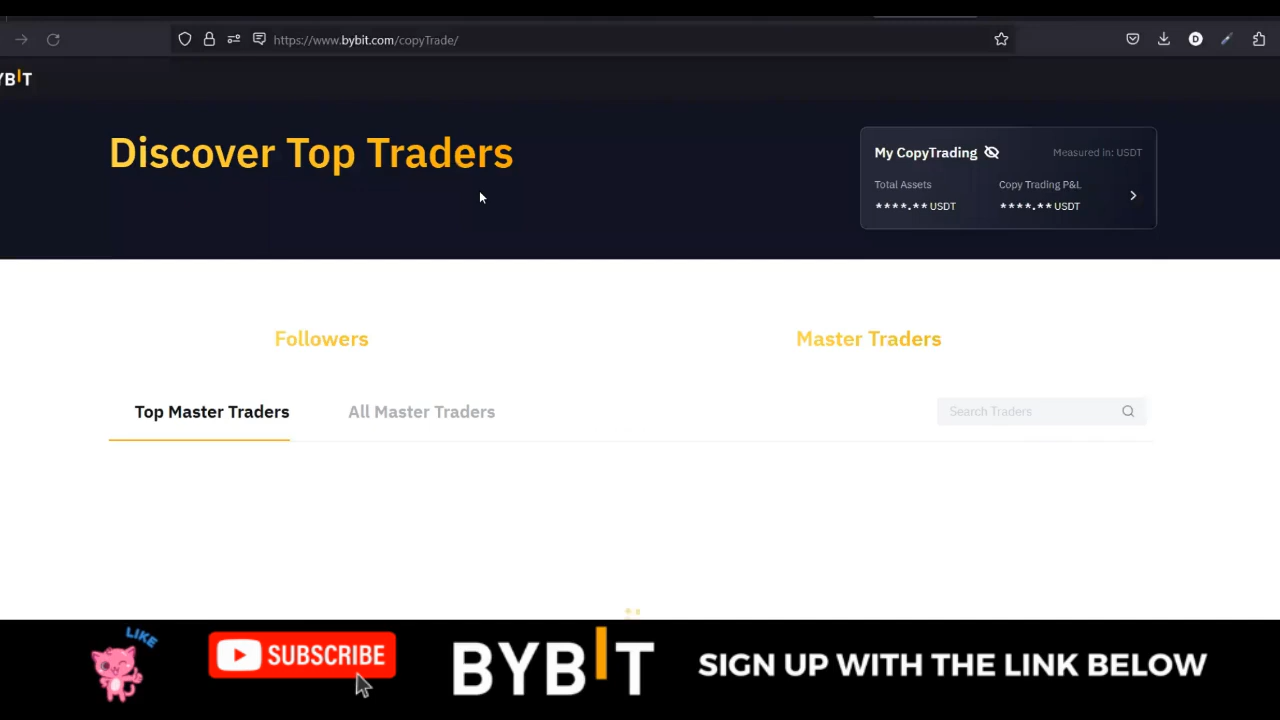 https://www.bybit.com/copyTrade/
D
YBIT
Discover Top Traders
My CopyTrading
Measured in: USDT
Total Assets
Copy Trading P&L
****.** USDT
****.** USDT
Followers
Master Traders
Top Master Traders
All Master Traders
Search Traders
LIKE
SUBSCRIBE
BYBIT
SIGN UP WITH THE LINK BELOW